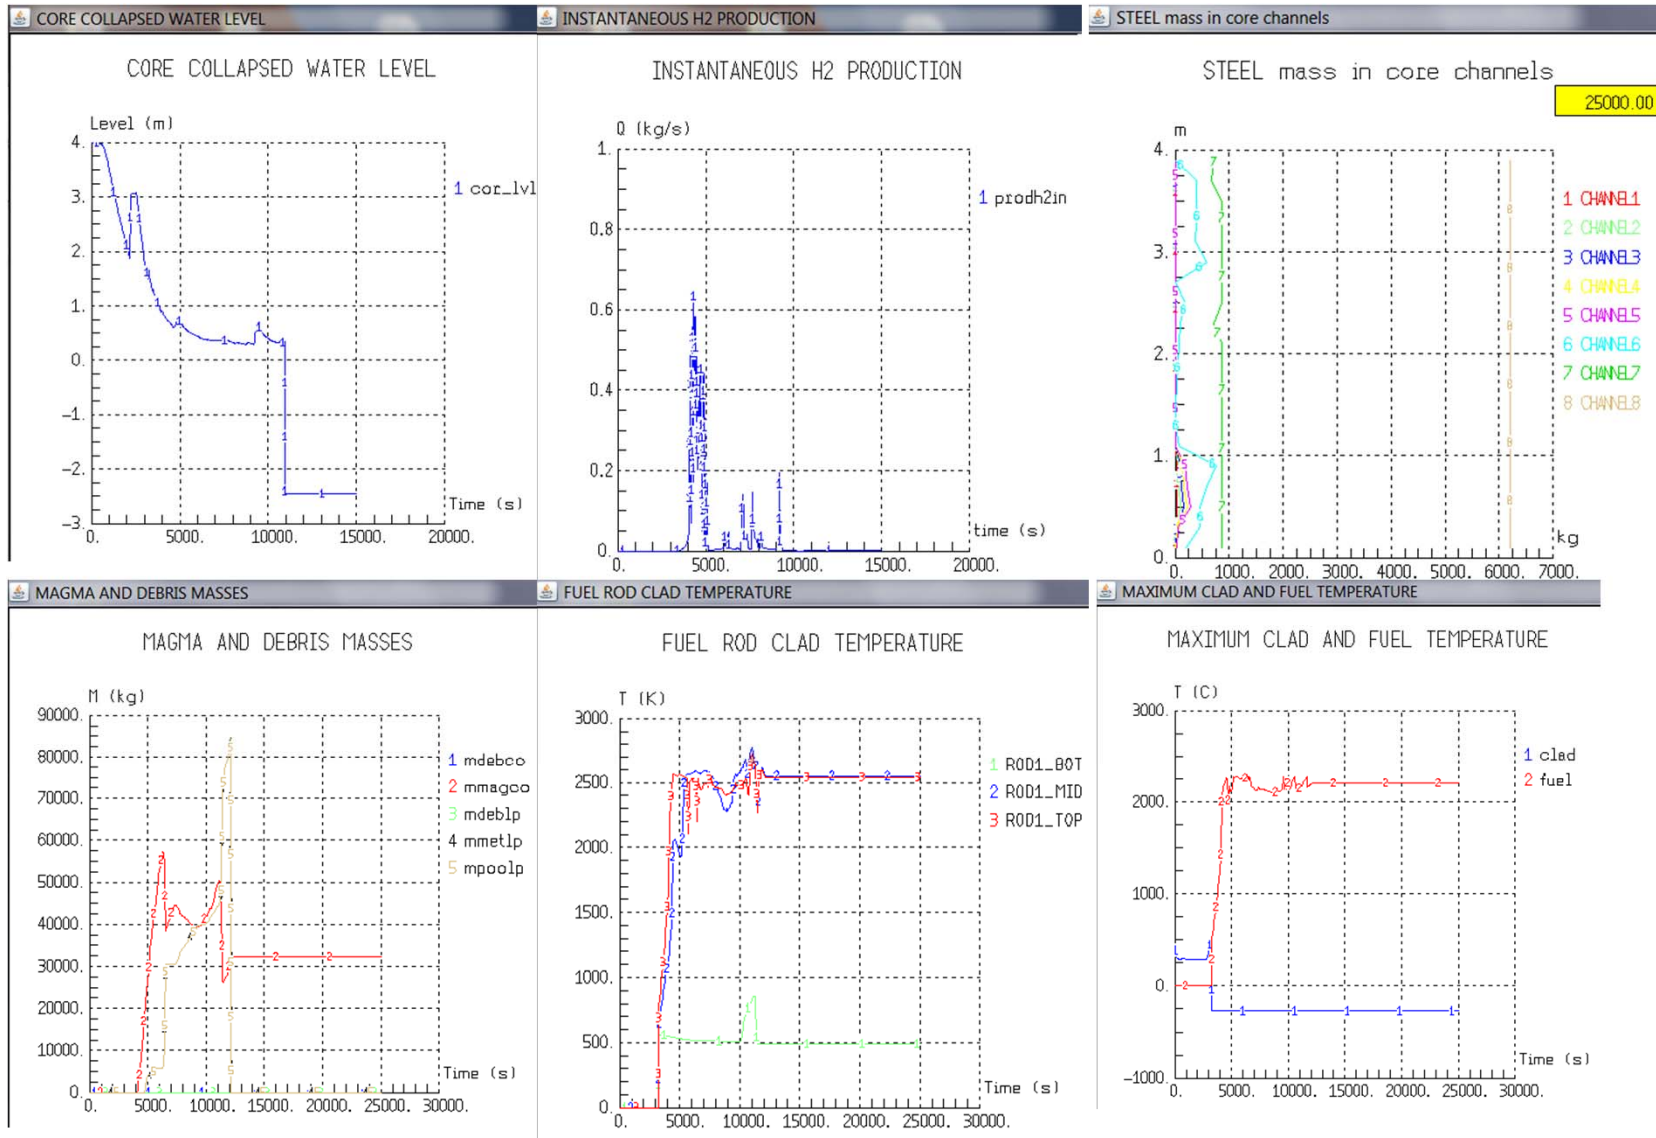 CORE COLLAPSED WATER LEVEL
CORE COLLAPSED WATER LEVEL
Level (m)
4.
3.
2.
1.
0.
-1.
-2.
-3.
0. 5000. 10000. 15000. 20000.
Time (s)
1 cor_lvl
INSTANTANEOUS H2 PRODUCTION
INSTANTANEOUS H2 PRODUCTION
Q (kg/s)
1.
0.8
0.6
0.4
0.2
0.
0. 5000. 10000. 15000. 20000.
time (s)
1 prodh2in
STEEL mass in core channels
STEEL mass in core channels
25000.00
m
4.
3.
2.
1.
0.
0. 1000. 2000. 3000. 4000. 5000. 6000. 7000.
kg
1 CHANNEL1
2 CHANNEL2
3 CHANNEL3
4 CHANNEL4
5 CHANNEL5
6 CHANNEL6
7 CHANNEL7
8 CHANNEL8
MAGMA AND DEBRIS MASSES
MAGMA AND DEBRIS MASSES
M (kg)
90000.
80000.
70000.
60000.
50000.
40000.
30000.
20000.
10000.
0.
0. 5000. 10000. 15000. 20000. 25000. 30000.
Time (s)
1 mdebco
2 mmagco
3 mdeblp
4 mmetlp
5 mpoolp
FUEL ROD CLAD TEMPERATURE
FUEL ROD CLAD TEMPERATURE
T (K)
3000.
2500.
2000.
1500.
1000.
500.
0.
0. 5000. 10000. 15000. 20000. 25000. 30000.
Time (s)
1 ROD1_BOT
2 ROD1_MID
3 ROD1_TOP
MAXIMUM CLAD AND FUEL TEMPERATURE
MAXIMUM CLAD AND FUEL TEMPERATURE
T (C)
3000.
2000.
1000.
0.
-1000.
0. 5000. 10000. 15000. 20000. 25000. 30000.
Time (s)
1 clad
2 fuel